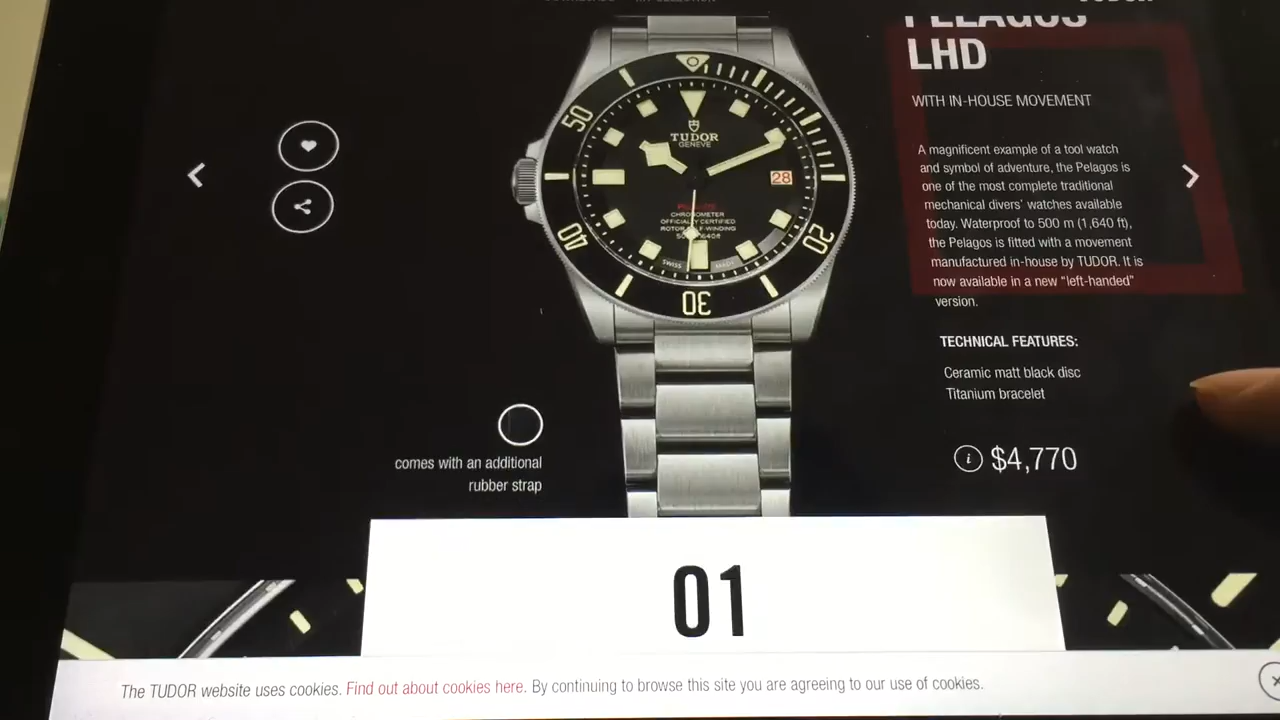 PELAGOS
LHD
WITH IN-HOUSE MOVEMENT
A magnificent example of a tool watch
and symbol of adventure, the Pelagos is
one of the most complete traditional
mechanical divers' watches available
today. Waterproof to 500 m (1,640 ft),
the Pelagos is fitted with a movement
manufactured in-house by TUDOR. It is
now available in a new "left-handed"
version.
TECHNICAL FEATURES:
Ceramic matt black disc
Titanium bracelet
i $4,770
50
TUDOR
GENEVE
28
CHRONOMETER
OFFICIALLY CERTIFIED
ROTOR SELF-WINDING
SWISS MADE
40
20
30
comes with an additional
rubber strap
01
The TUDOR website uses cookies. Find out about cookies here. By continuing to browse this site you are agreeing to our use of cookies.